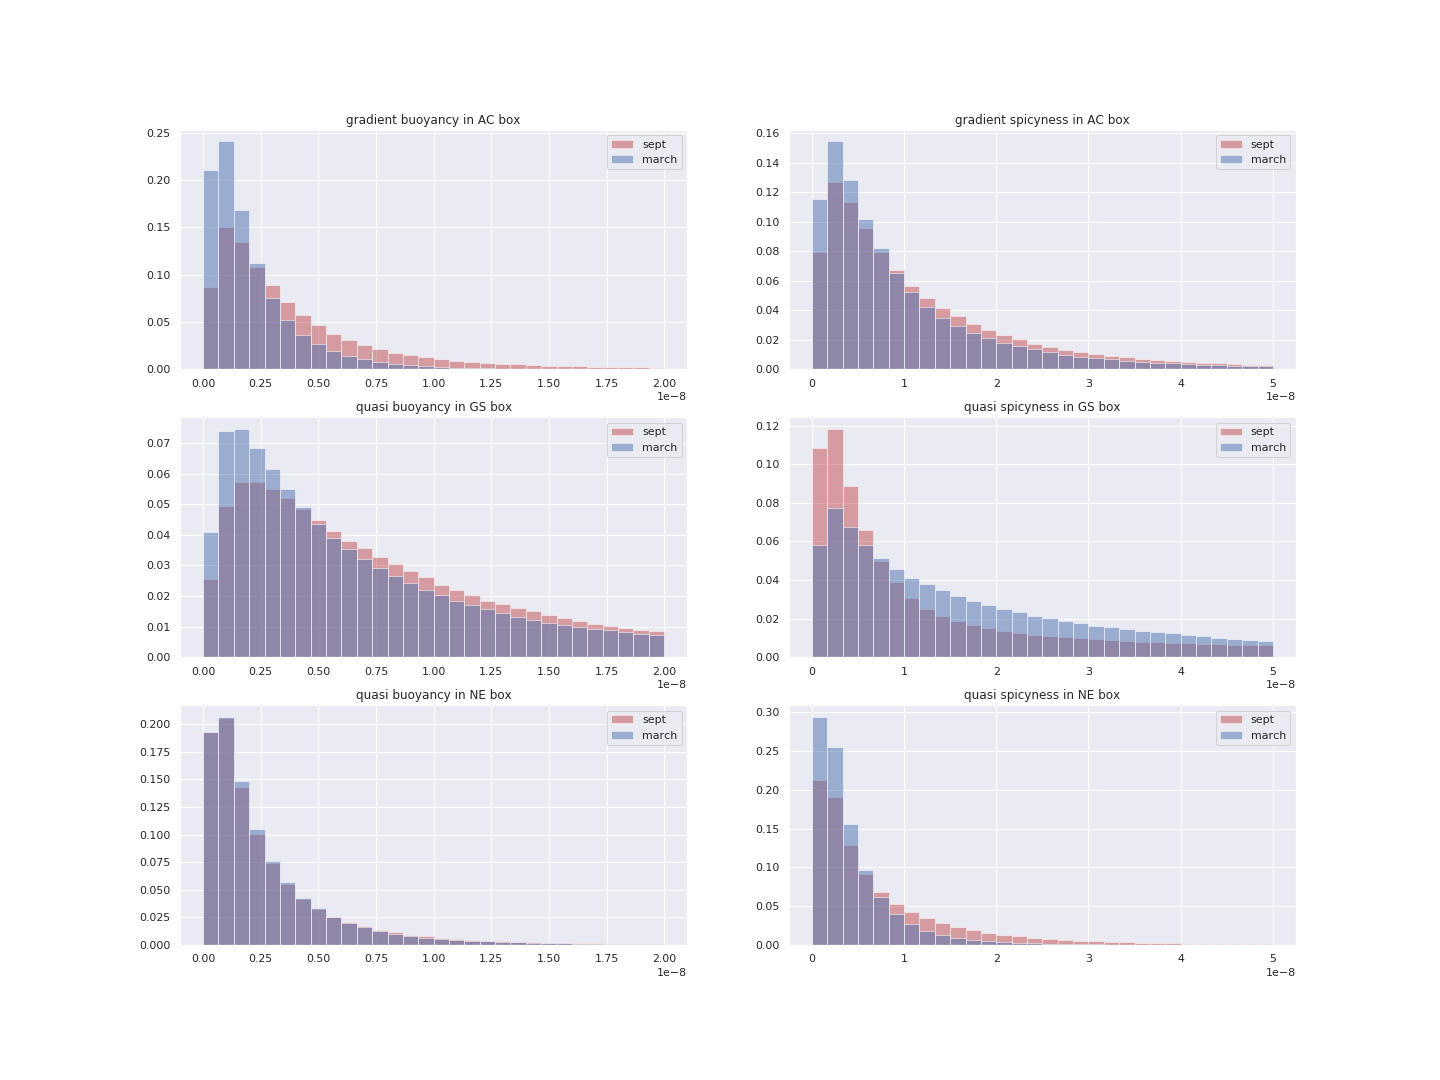 gradient buoyancy in AC box
0.25
0.20
0.15
0.10
0.05
0.00
0.00 0.25 0.50 0.75 1.00 1.25 1.50 1.75 2.00
1e−8
sept
march
gradient spicyness in AC box
0.16
0.14
0.12
0.10
0.08
0.06
0.04
0.02
0.00
0 1 2 3 4 5
1e−8
sept
march
quasi buoyancy in GS box
0.07
0.06
0.05
0.04
0.03
0.02
0.01
0.00
0.00 0.25 0.50 0.75 1.00 1.25 1.50 1.75 2.00
1e−8
sept
march
quasi spicyness in GS box
0.12
0.10
0.08
0.06
0.04
0.02
0.00
0 1 2 3 4 5
1e−8
sept
march
quasi buoyancy in NE box
0.200
0.175
0.150
0.125
0.100
0.075
0.050
0.025
0.000
0.00 0.25 0.50 0.75 1.00 1.25 1.50 1.75 2.00
1e−8
sept
march
quasi spicyness in NE box
0.30
0.25
0.20
0.15
0.10
0.05
0.00
0 1 2 3 4 5
1e−8
sept
march